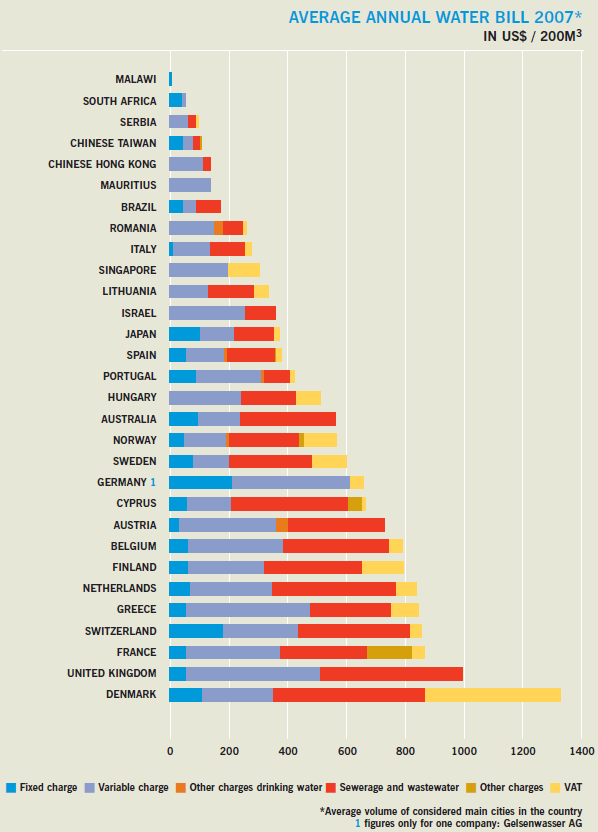 AVERAGE ANNUAL WATER BILL 2007*
IN US$ / 200M³
MALAWI
SOUTH AFRICA
SERBIA
CHINESE TAIWAN
CHINESE HONG KONG
MAURITIUS
BRAZIL
ROMANIA
ITALY
SINGAPORE
LITHUANIA
ISRAEL
JAPAN
SPAIN
PORTUGAL
HUNGARY
AUSTRALIA
NORWAY
SWEDEN
GERMANY 1
CYPRUS
AUSTRIA
BELGIUM
FINLAND
NETHERLANDS
GREECE
SWITZERLAND
FRANCE
UNITED KINGDOM
DENMARK
0 200 400 600 800 1000 1200 1400
Fixed charge Variable charge Other charges drinking water Sewerage and wastewater Other charges VAT
*Average volume of considered main cities in the country
1 figures only for one company: Gelsenwasser AG